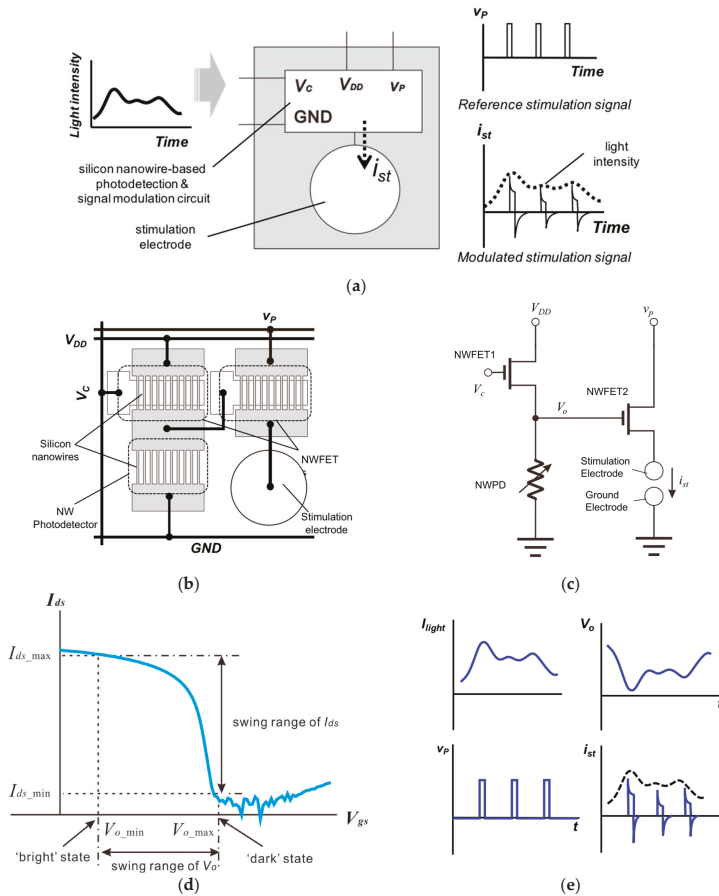 Light intensity
Time
V_C V_DD v_P
GND
i_st
silicon nanowire-based
photodetection &
signal modulation circuit
stimulation
electrode
v_P
Time
Reference stimulation signal
i_st
light
intensity
Time
Modulated stimulation signal
(a)
v_P
V_DD
V_C
Silicon
nanowires
NW
Photodetector
NWFET
s
Stimulation
electrode
GND
(b)
V_DD
v_p
NWFET1
V_c
V_o
NWFET2
NWPD
Stimulation
Electrode
Ground
Electrode
i_st
(c)
I_ds
I_ds_max
swing range of I_ds
I_ds_min
V_o_min V_o_max V_gs
'bright' state 'dark' state
swing range of V_o
(d)
I_light
V_o
t
v_P
t
i_st
(e)